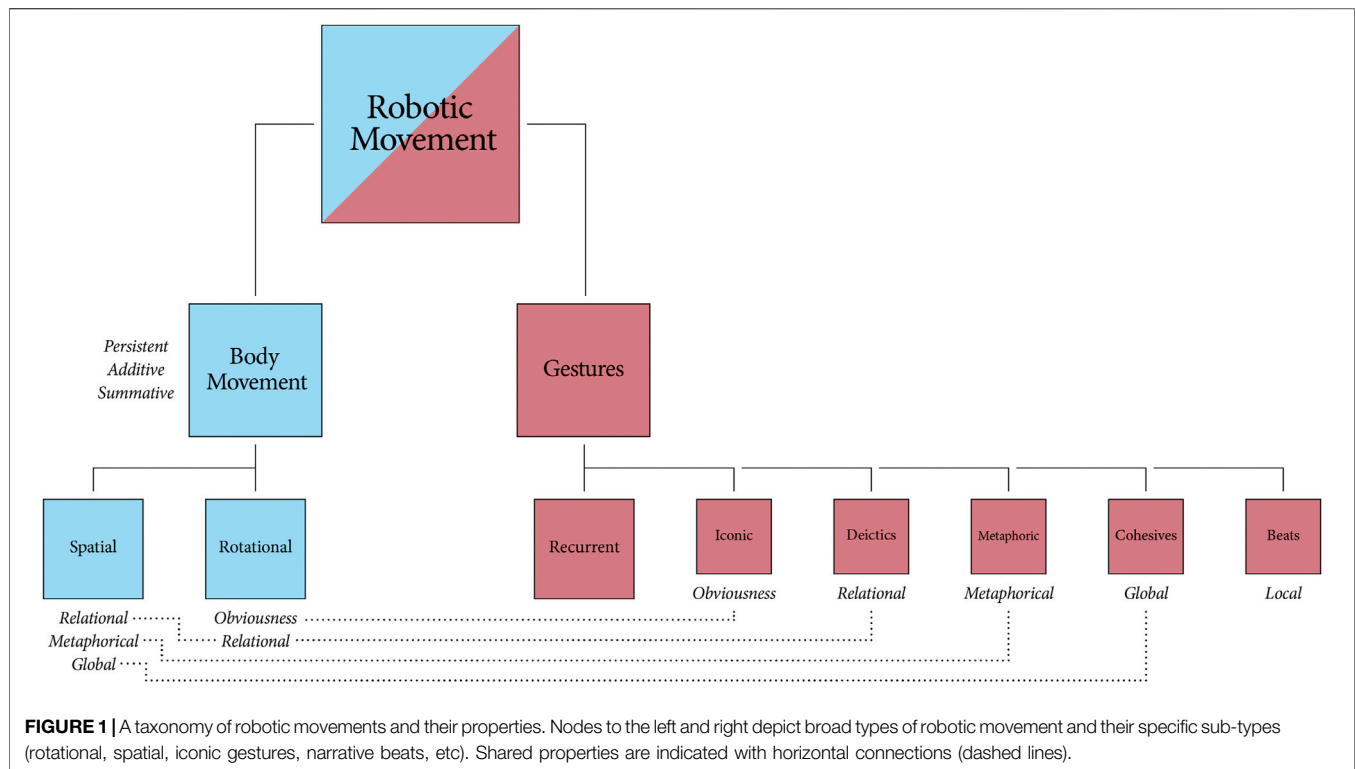 Robotic
Movement
Persistent
Additive
Summative
Body
Movement
Gestures
Spatial
Rotational
Recurrent
Iconic
Deictics
Metaphoric
Cohesives
Beats
Obviousness
Relational
Metaphorical
Global
Local
Relational
Metaphorical
Global
Obviousness
Relational
FIGURE 1 | A taxonomy of robotic movements and their properties. Nodes to the left and right depict broad types of robotic movement and their specific sub-types
(rotational, spatial, iconic gestures, narrative beats, etc). Shared properties are indicated with horizontal connections (dashed lines).